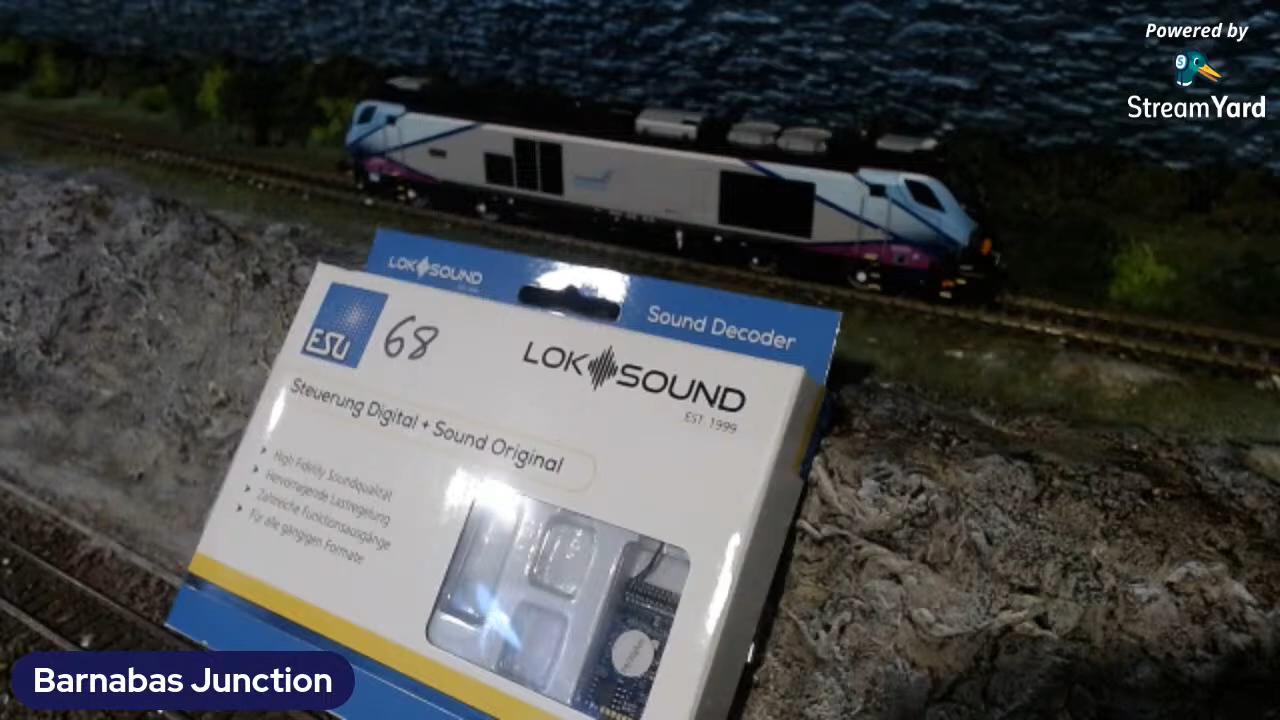 Powered by
StreamYard
LOKSOUND
Sound Decoder
ESU
68
LOKSOUND
EST. 1999
Steuerung Digital + Sound Original
High Fidelity Soundqualität
Hervorragende Lastregelung
Zahlreiche Funktionsausgänge
Für alle gängigen Formate
Barnabas Junction